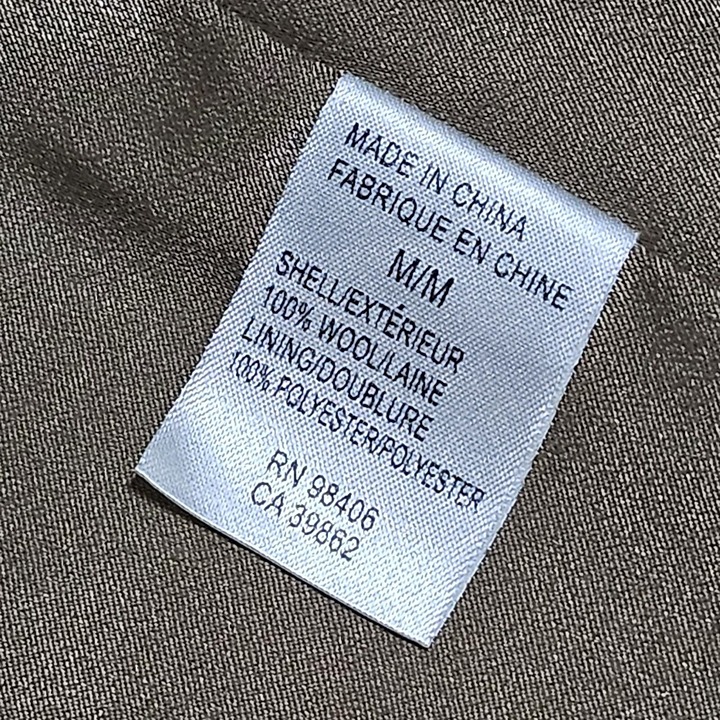 MADE IN CHINA
FABRIQUE EN CHINE
M/M
SHELL/EXTÉRIEUR
100% WOOL/LAINE
LINING/DOUBLURE
100% POLYESTER/POLYESTER
RN 98406
CA 39862